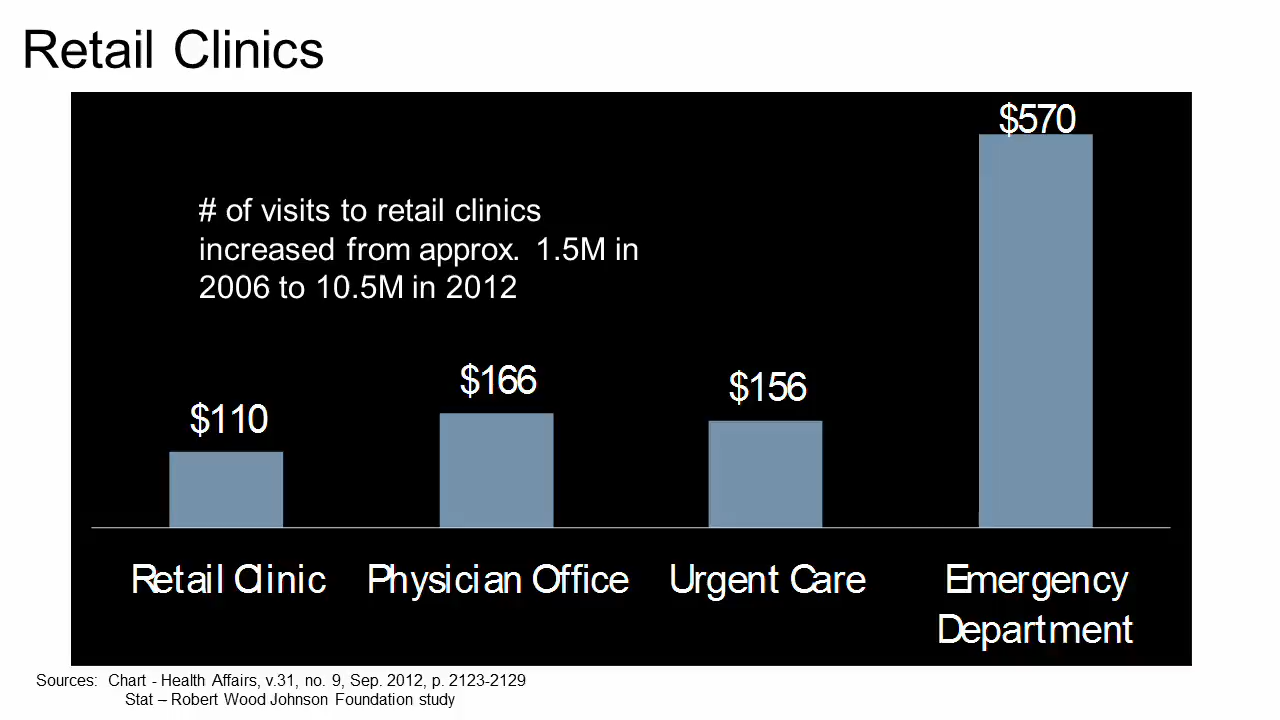 Retail Clinics
$570
# of visits to retail clinics
increased from approx. 1.5M in
2006 to 10.5M in 2012
$110
$166
$156
Retail Clinic
Physician Office
Urgent Care
Emergency
Department
Sources: Chart - Health Affairs, v.31, no. 9, Sep. 2012, p. 2123-2129
Stat – Robert Wood Johnson Foundation study